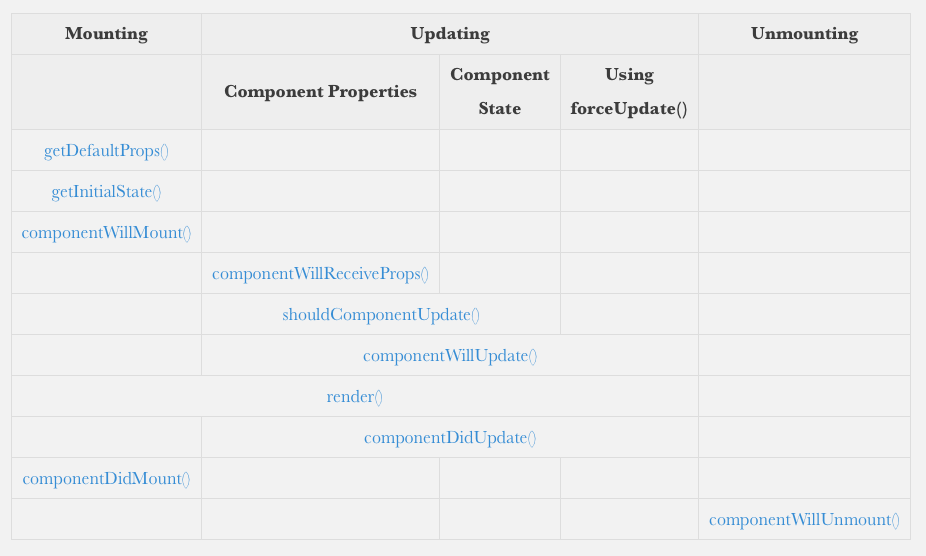 Mounting Updating Unmounting
Component Properties Component State Using forceUpdate()
getDefaultProps()
getInitialState()
componentWillMount()
componentWillReceiveProps()
shouldComponentUpdate()
componentWillUpdate()
render()
componentDidUpdate()
componentDidMount()
componentWillUnmount()